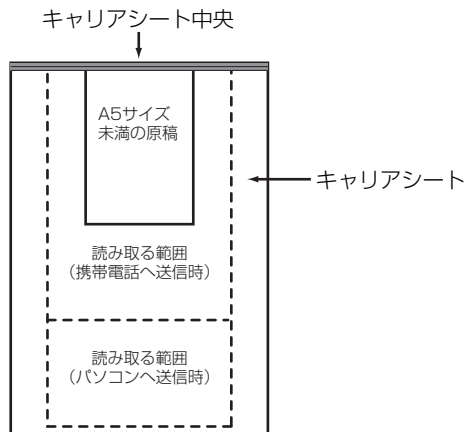 キャリアシート中央
A5サイズ
未満の原稿
キャリアシート
読み取る範囲
（携帯電話へ送信時）
読み取る範囲
（パソコンへ送信時）